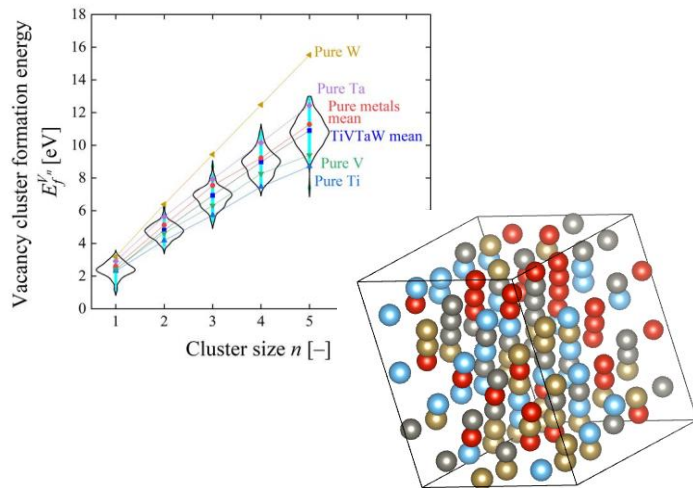 Vacancy cluster formation energy
E_f^{V_n} [eV]
18
16
14
12
10
8
6
4
2
0
Pure W
Pure Ta
Pure metals
mean
TiVTaW mean
Pure V
Pure Ti
1 2 3 4 5
Cluster size n [–]